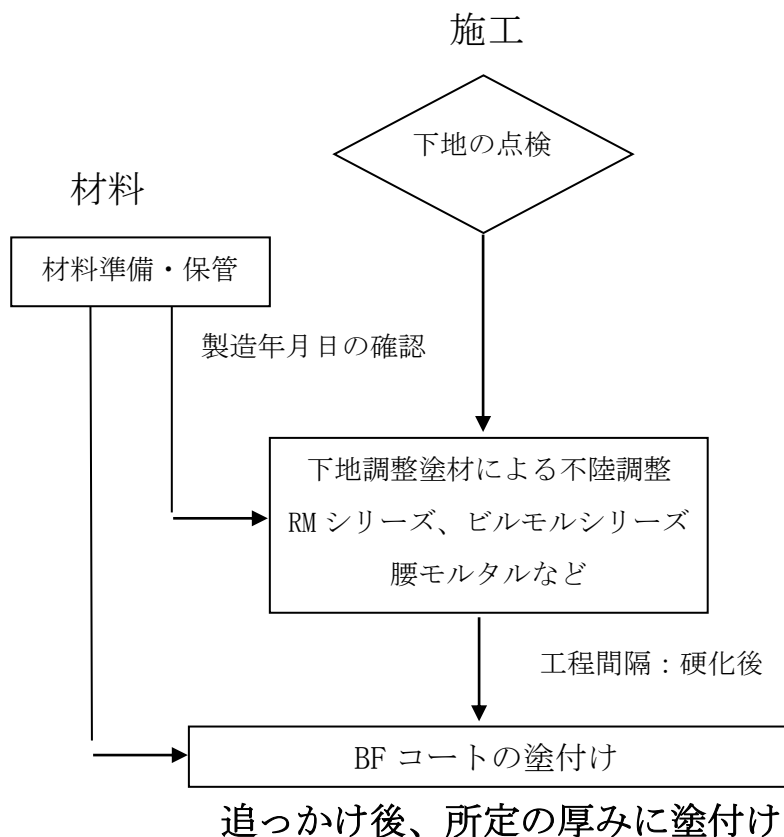 施工
下地の点検
材料
材料準備・保管
製造年月日の確認
下地調整塗材による不陸調整
RM シリーズ、ビルモルシリーズ
腰モルタルなど
工程間隔：硬化後
BF コートの塗付け
追っかけ後、所定の厚みに塗付け